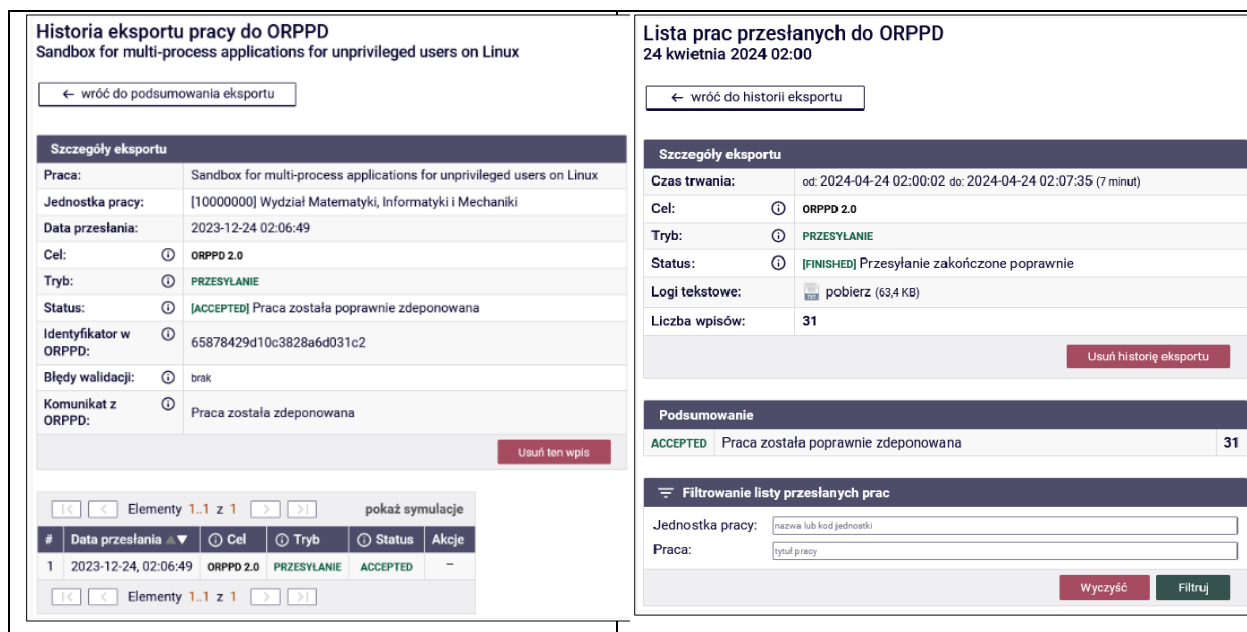 Historia eksportu pracy do ORPPD
Sandbox for multi-process applications for unprivileged users on Linux
← wróć do podsumowania eksportu
Szczegóły eksportu
Praca: Sandbox for multi-process applications for unprivileged users on Linux
Jednostka pracy: [10000000] Wydział Matematyki, Informatyki i Mechaniki
Data przesłania: 2023-12-24 02:06:49
Cel: ORPPD 2.0
Tryb: PRZESYŁANIE
Status: [ACCEPTED] Praca została poprawnie zdeponowana
Identyfikator w
ORPPD: 65878429d10c3828a6d031c2
Błędy walidacji: brak
Komunikat z
ORPPD: Praca została zdeponowana
Usuń ten wpis
Elementy 1..1 z 1 pokaż symulacje
# Data przesłania ▲▼ Cel Tryb Status Akcje
1 2023-12-24, 02:06:49 ORPPD 2.0 PRZESYŁANIE ACCEPTED –
Elementy 1..1 z 1
Lista prac przesłanych do ORPPD
24 kwietnia 2024 02:00
← wróć do historii eksportu
Szczegóły eksportu
Czas trwania: od: 2024-04-24 02:00:02 do: 2024-04-24 02:07:35 (7 minut)
Cel: ORPPD 2.0
Tryb: PRZESYŁANIE
Status: [FINISHED] Przesyłanie zakończone poprawnie
Logi tekstowe: pobierz (63,4 KB)
Liczba wpisów: 31
Usuń historię eksportu
Podsumowanie
ACCEPTED Praca została poprawnie zdeponowana 31
Filtrowanie listy przesłanych prac
Jednostka pracy: nazwa lub kod jednostki
Praca: tytuł pracy
Wyczyść Filtruj